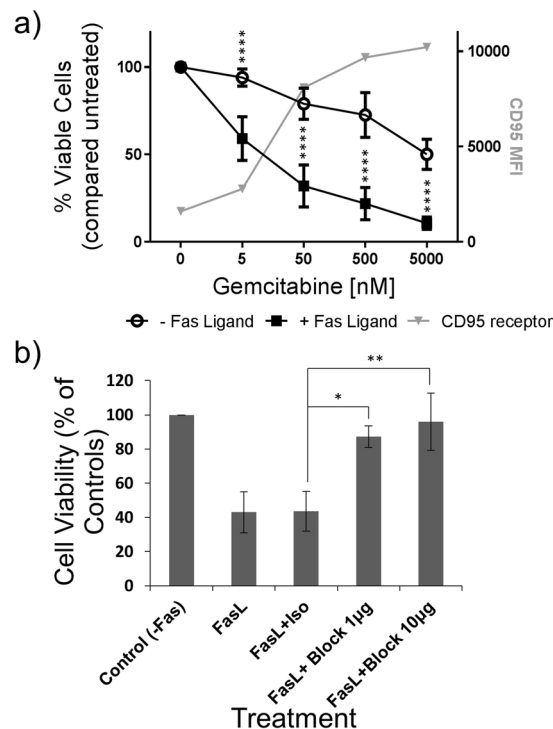 a)
% Viable Cells
(compared untreated)
100
50
0
****
****
****
****
10000
5000
0
CD95 MFI
0 5 50 500 5000
Gemcitabine [nM]
- Fas Ligand + Fas Ligand CD95 receptor
b)
Cell Viability (% of
Controls)
120
100
80
60
40
20
0
*
**
Control (-Fas)
FasL
FasL+Iso
FasL+ Block 1µg
FasL+Block 10µg
Treatment